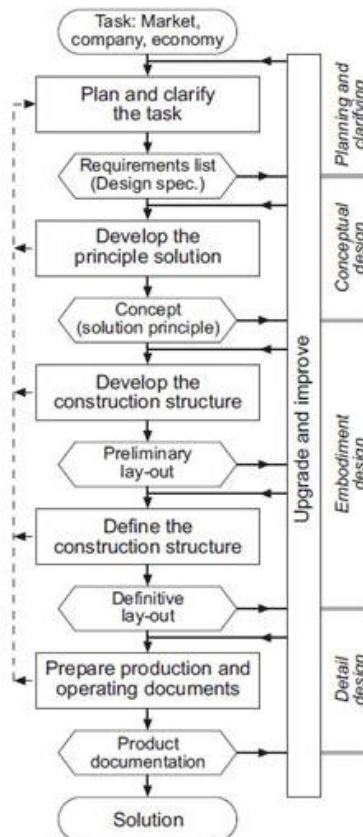 Task: Market,
company, economy
Plan and clarify
the task
Requirements list
(Design spec.)
Develop the
principle solution
Concept
(solution principle)
Develop the
construction structure
Preliminary
lay-out
Define the
construction structure
Definitive
lay-out
Prepare production and
operating documents
Product
documentation
Solution
Upgrade and improve
Planning and
clarifying
Conceptual
design
Embodiment
design
Detail
design